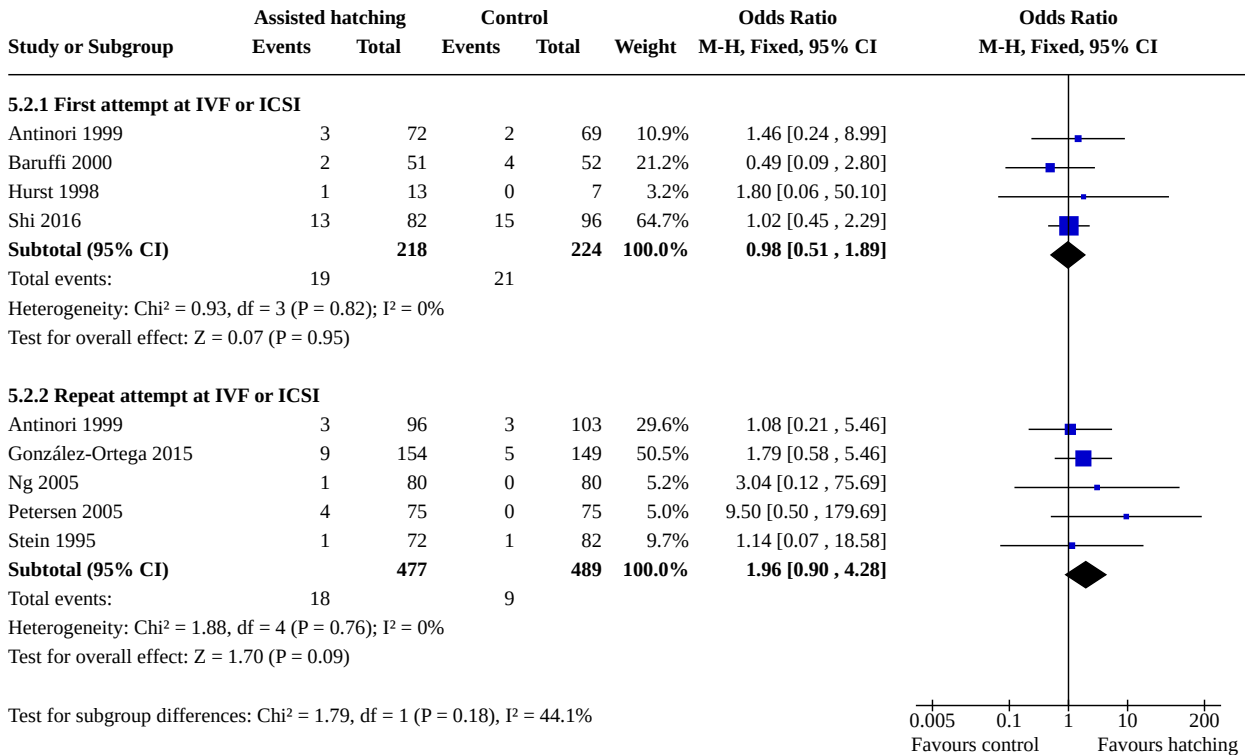 Assisted hatching Control Odds Ratio Odds Ratio
Study or Subgroup Events Total Events Total Weight M-H, Fixed, 95% CI M-H, Fixed, 95% CI
5.2.1 First attempt at IVF or ICSI
Antinori 1999 3 72 2 69 10.9% 1.46 [0.24 , 8.99]
Baruffi 2000 2 51 4 52 21.2% 0.49 [0.09 , 2.80]
Hurst 1998 1 13 0 7 3.2% 1.80 [0.06 , 50.10]
Shi 2016 13 82 15 96 64.7% 1.02 [0.45 , 2.29]
Subtotal (95% CI) 218 224 100.0% 0.98 [0.51 , 1.89]
Total events: 19 21
Heterogeneity: Chi² = 0.93, df = 3 (P = 0.82); I² = 0%
Test for overall effect: Z = 0.07 (P = 0.95)
5.2.2 Repeat attempt at IVF or ICSI
Antinori 1999 3 96 3 103 29.6% 1.08 [0.21 , 5.46]
González-Ortega 2015 9 154 5 149 50.5% 1.79 [0.58 , 5.46]
Ng 2005 1 80 0 80 5.2% 3.04 [0.12 , 75.69]
Petersen 2005 4 75 0 75 5.0% 9.50 [0.50 , 179.69]
Stein 1995 1 72 1 82 9.7% 1.14 [0.07 , 18.58]
Subtotal (95% CI) 477 489 100.0% 1.96 [0.90 , 4.28]
Total events: 18 9
Heterogeneity: Chi² = 1.88, df = 4 (P = 0.76); I² = 0%
Test for overall effect: Z = 1.70 (P = 0.09)
Test for subgroup differences: Chi² = 1.79, df = 1 (P = 0.18), I² = 44.1%
0.005 0.1 1 10 200
Favours control Favours hatching